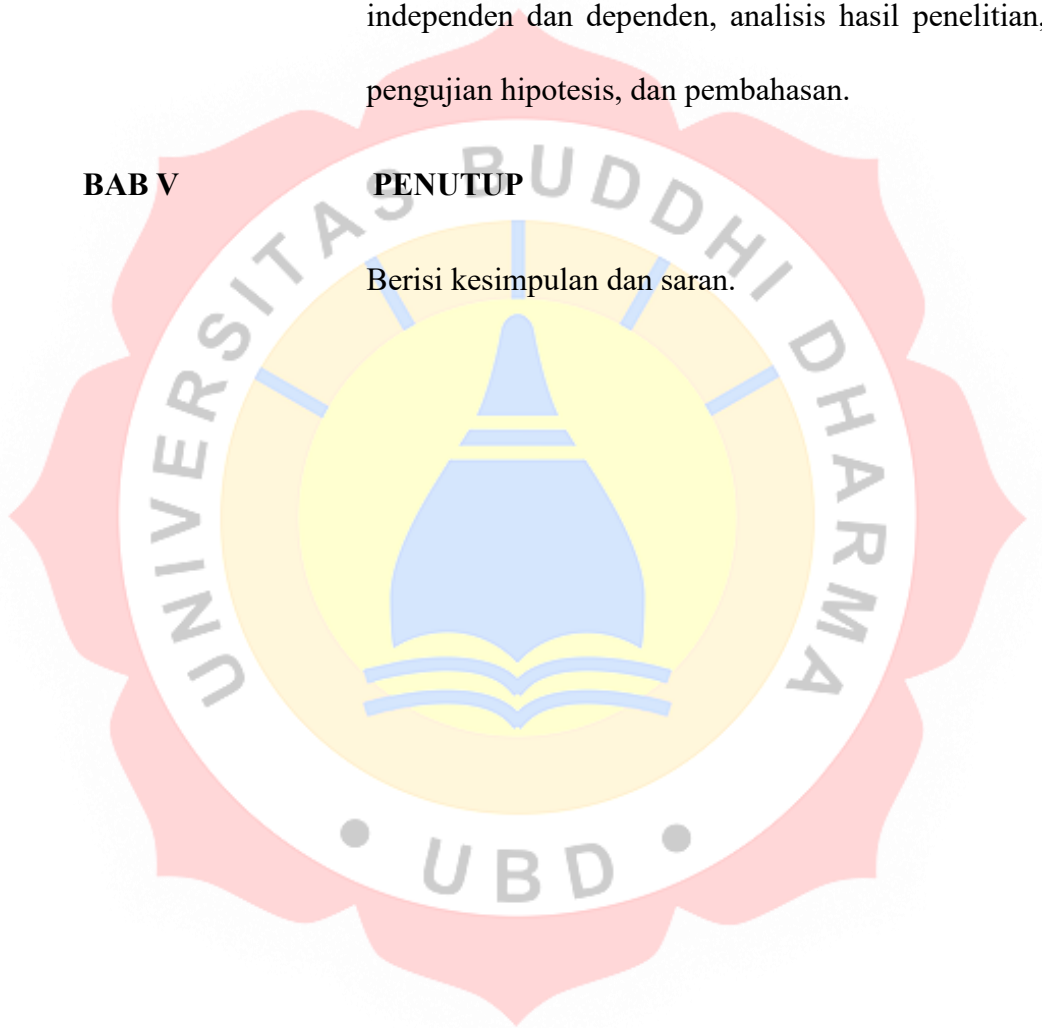 independen dan dependen, analisis hasil penelitian,
pengujian hipotesis, dan pembahasan.
BAB V PENUTUP
Berisi kesimpulan dan saran.
UNIVERSITAS BUDDHI DHARMA
• UBD •